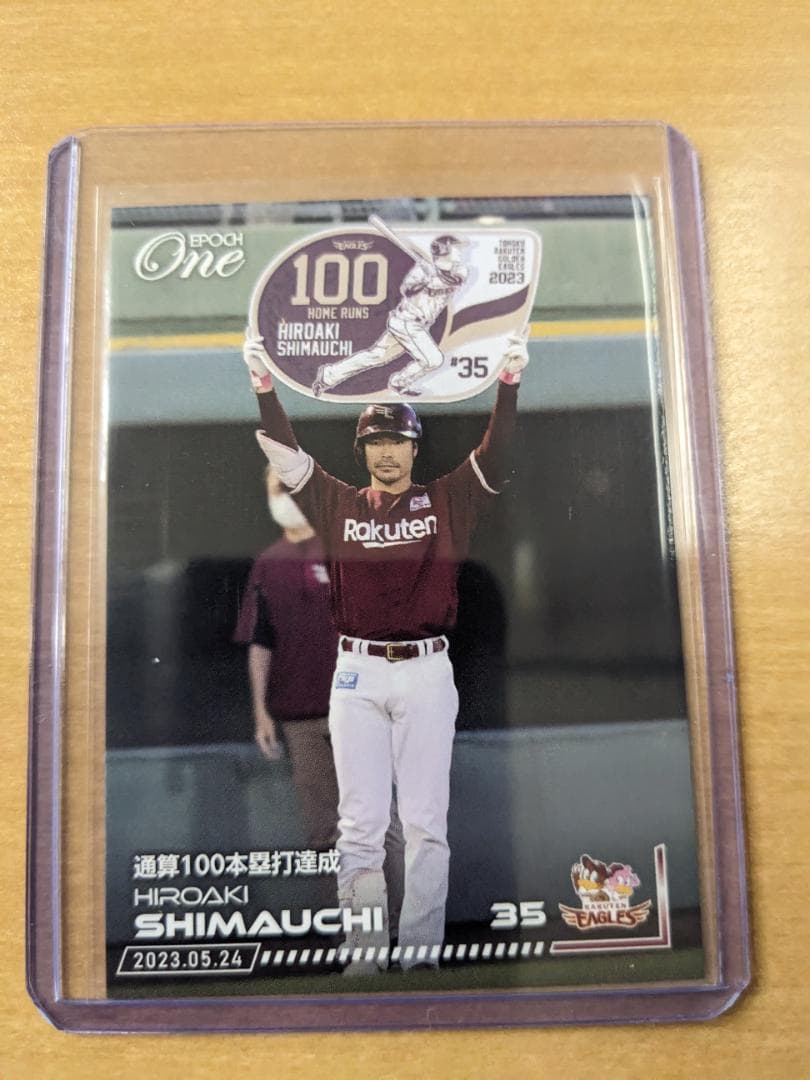 EPOCH
One
EAGLES
100
HOME RUNS
HIROAKI
SHIMAUCHI
TOHOKU
RAKUTEN
GOLDEN
EAGLES
2023
#35
Rakuten
通算100本塁打達成
HIROAKI
SHIMAUCHI
35
RAKUTEN
EAGLES
2023.05.24